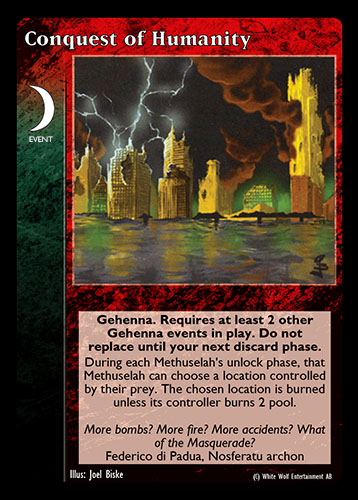 Conquest of Humanity
EVENT
Gehenna. Requires at least 2 other
Gehenna events in play. Do not
replace until your next discard phase.
During each Methuselah's unlock phase, that
Methuselah can choose a location controlled
by their prey. The chosen location is burned
unless its controller burns 2 pool.
More bombs? More fire? More accidents? What
of the Masquerade?
Federico di Padua, Nosferatu archon
Illus: Joel Biske
(C) White Wolf Entertainment AB